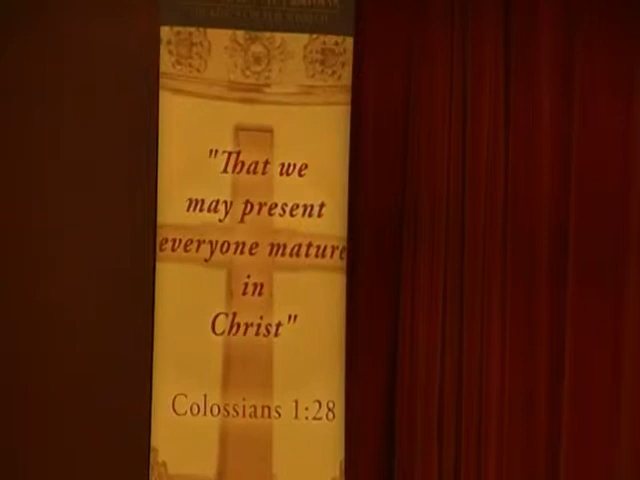 "That we
may present
everyone mature
in
Christ"
Colossians 1:28